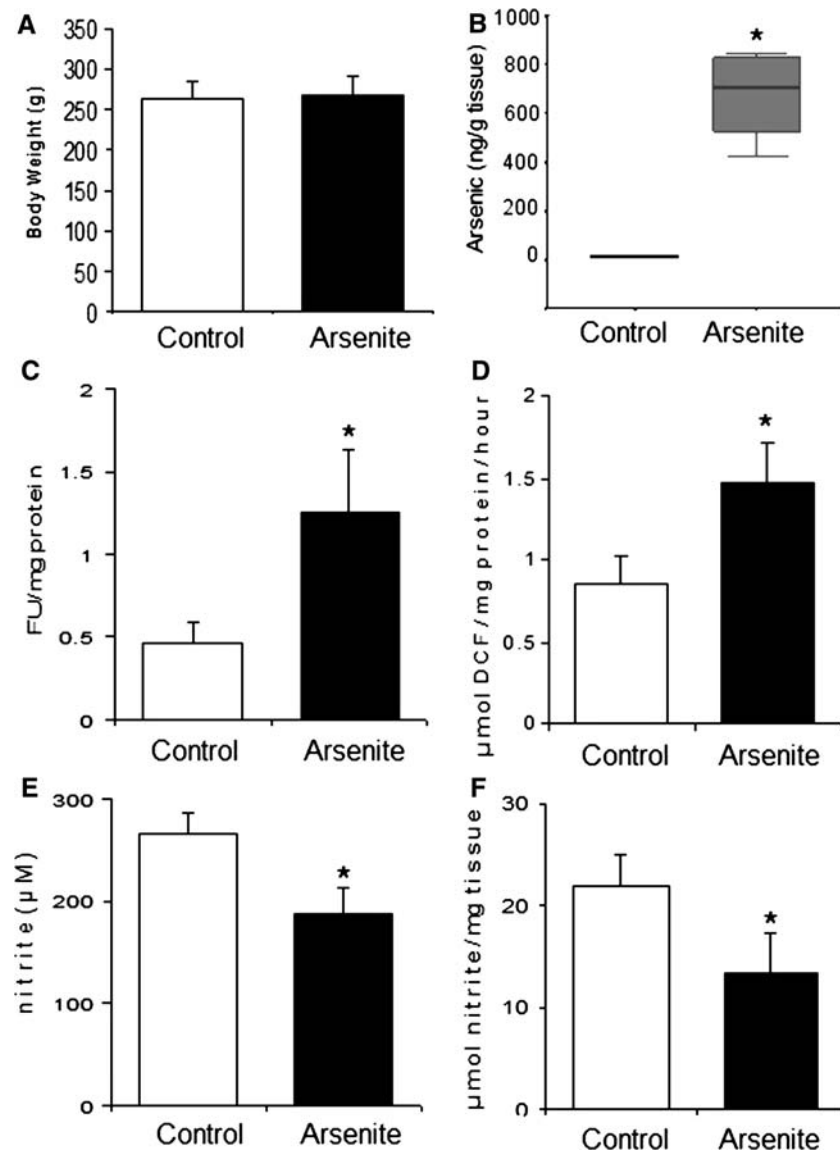 A
Body Weight (g)
350
300
250
200
150
100
50
0
Control
Arsenite
B
Arsenic (ng/g tissue)
1000
800
600
400
200
0
*
Control
Arsenite
C
FU/mg protein
2
1.5
1
0.5
0
*
Control
Arsenite
D
µmol DCF/mg protein/hour
2
1.5
1
0.5
0
*
Control
Arsenite
E
nitrite (µM)
300
200
100
0
*
Control
Arsenite
F
µmol nitrite/mg tissue
30
20
10
0
*
Control
Arsenite